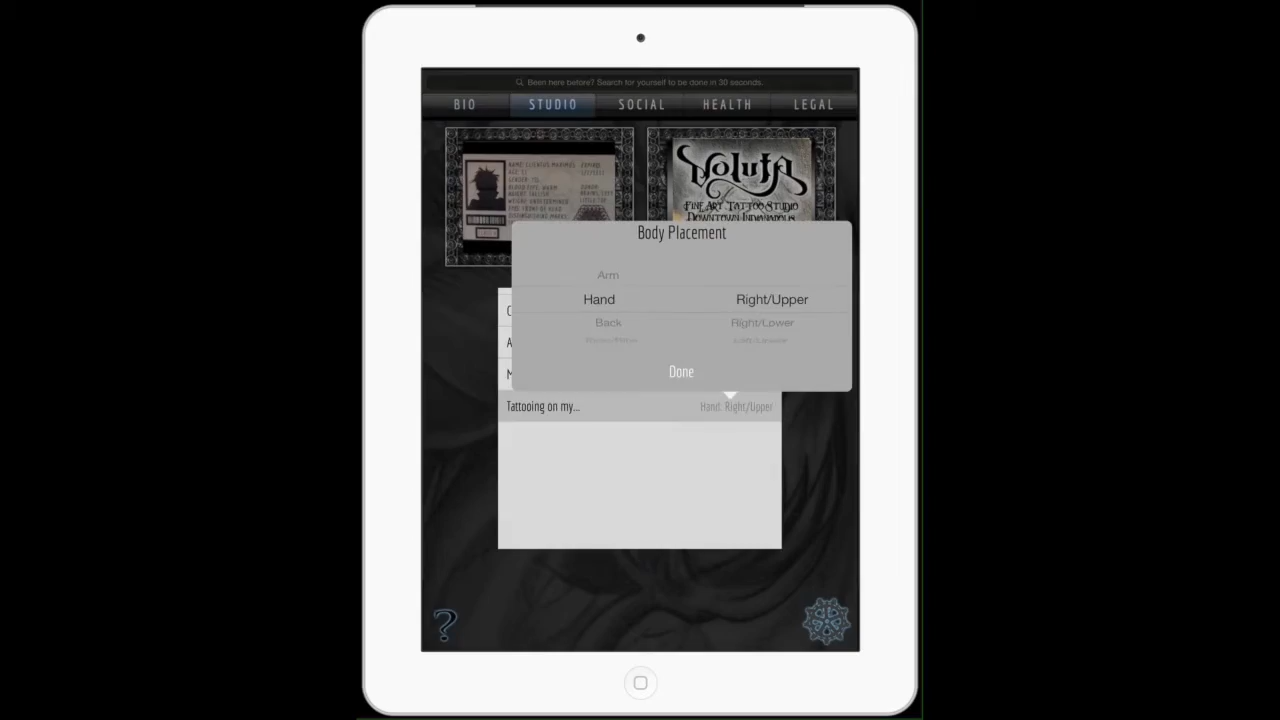 Been here before? Search for yourself to be done in 30 seconds.
BIO STUDIO SOCIAL HEALTH LEGAL
Voluta
Fine Art Tattoo Studio
Downtown Indianapolis
Body Placement
Arm
Hand Right/Upper
Back Right/Lower
Done
Tattooing on my... Hand: Right/Upper
?